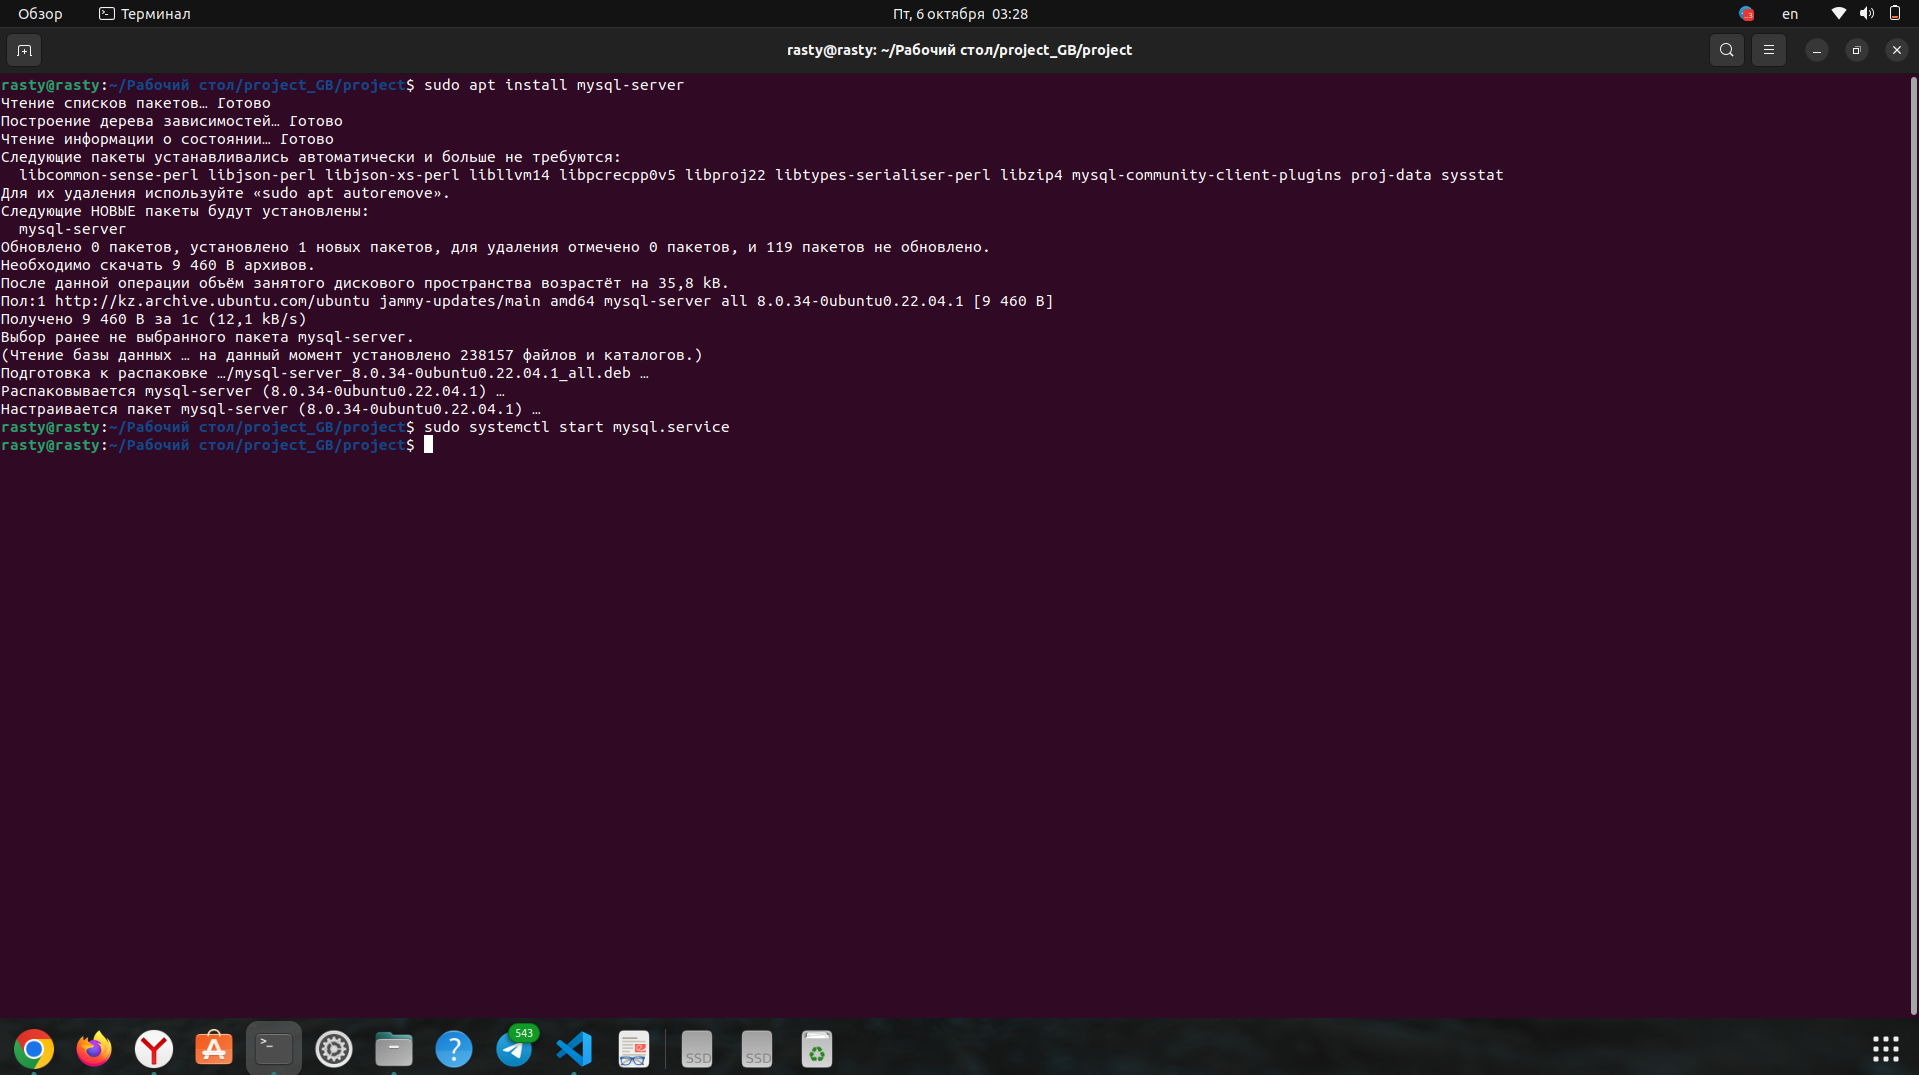 Обзор
Терминал
Пт, 6 октября 03:28
en
rasty@rasty: ~/Рабочий стол/project_GB/project
rasty@rasty:~/Рабочий стол/project_GB/project$ sudo apt install mysql-server
Чтение списков пакетов… Готово
Построение дерева зависимостей… Готово
Чтение информации о состоянии… Готово
Следующие пакеты устанавливались автоматически и больше не требуются:
  libcommon-sense-perl libjson-perl libjson-xs-perl libllvm14 libpcrecpp0v5 libproj22 libtypes-serialiser-perl libzip4 mysql-community-client-plugins proj-data sysstat
Для их удаления используйте «sudo apt autoremove».
Следующие НОВЫЕ пакеты будут установлены:
  mysql-server
Обновлено 0 пакетов, установлено 1 новых пакетов, для удаления отмечено 0 пакетов, и 119 пакетов не обновлено.
Необходимо скачать 9 460 B архивов.
После данной операции объём занятого дискового пространства возрастёт на 35,8 kB.
Пол:1 http://kz.archive.ubuntu.com/ubuntu jammy-updates/main amd64 mysql-server all 8.0.34-0ubuntu0.22.04.1 [9 460 B]
Получено 9 460 B за 1с (12,1 kB/s)
Выбор ранее не выбранного пакета mysql-server.
(Чтение базы данных … на данный момент установлено 238157 файлов и каталогов.)
Подготовка к распаковке …/mysql-server_8.0.34-0ubuntu0.22.04.1_all.deb …
Распаковывается mysql-server (8.0.34-0ubuntu0.22.04.1) …
Настраивается пакет mysql-server (8.0.34-0ubuntu0.22.04.1) …
rasty@rasty:~/Рабочий стол/project_GB/project$ sudo systemctl start mysql.service
rasty@rasty:~/Рабочий стол/project_GB/project$
543
SSD
SSD